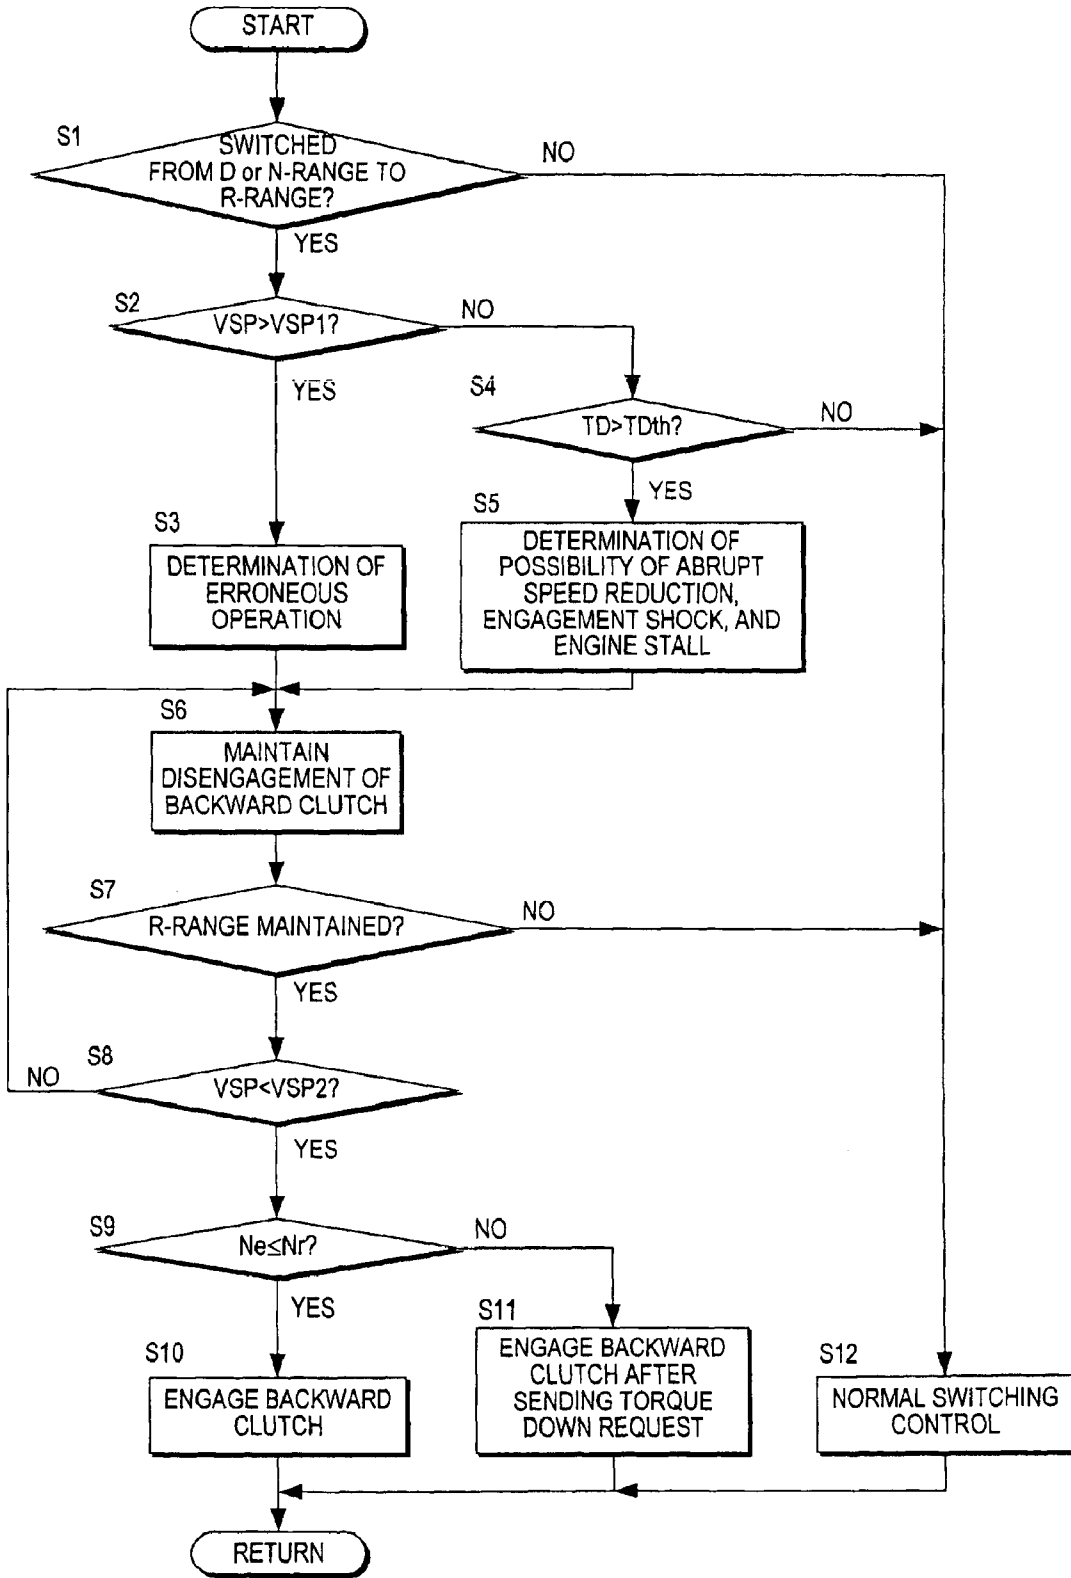 START
S1
SWITCHED
FROM D or N-RANGE TO
R-RANGE?
NO
YES
S2
VSP>VSP1?
NO
YES
S4
TD>TDth?
NO
YES
S3
DETERMINATION OF
ERRONEOUS
OPERATION
S5
DETERMINATION OF
POSSIBILITY OF ABRUPT
SPEED REDUCTION,
ENGAGEMENT SHOCK, AND
ENGINE STALL
S6
MAINTAIN
DISENGAGEMENT OF
BACKWARD CLUTCH
S7
R-RANGE MAINTAINED?
NO
YES
S8
VSP<VSP2?
NO
YES
S9
Ne≤Nr?
NO
YES
S10
ENGAGE BACKWARD
CLUTCH
S11
ENGAGE BACKWARD
CLUTCH AFTER
SENDING TORQUE
DOWN REQUEST
S12
NORMAL SWITCHING
CONTROL
RETURN